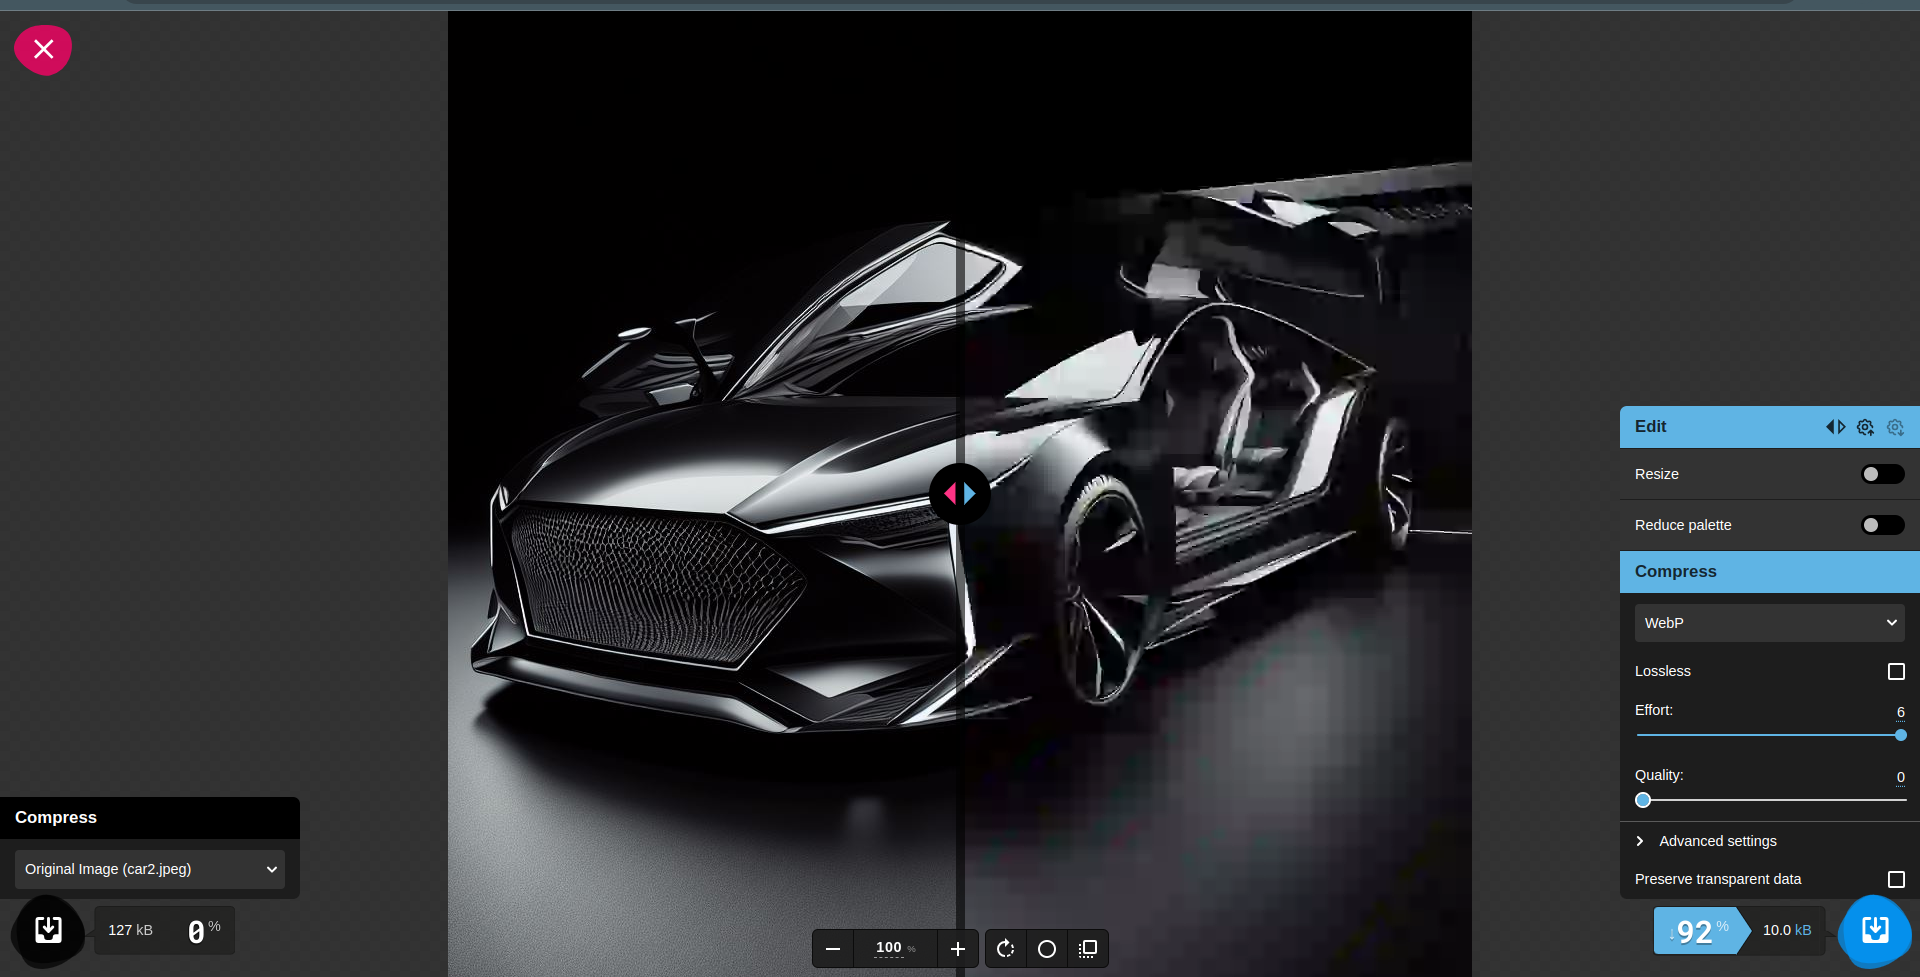 Edit
Resize
Reduce palette
Compress
WebP
Lossless
Effort:
6
Quality:
0
Advanced settings
Preserve transparent data
Compress
Original Image (car2.jpeg)
127 kB
0 %
100 %
↓92 %
10.0 kB